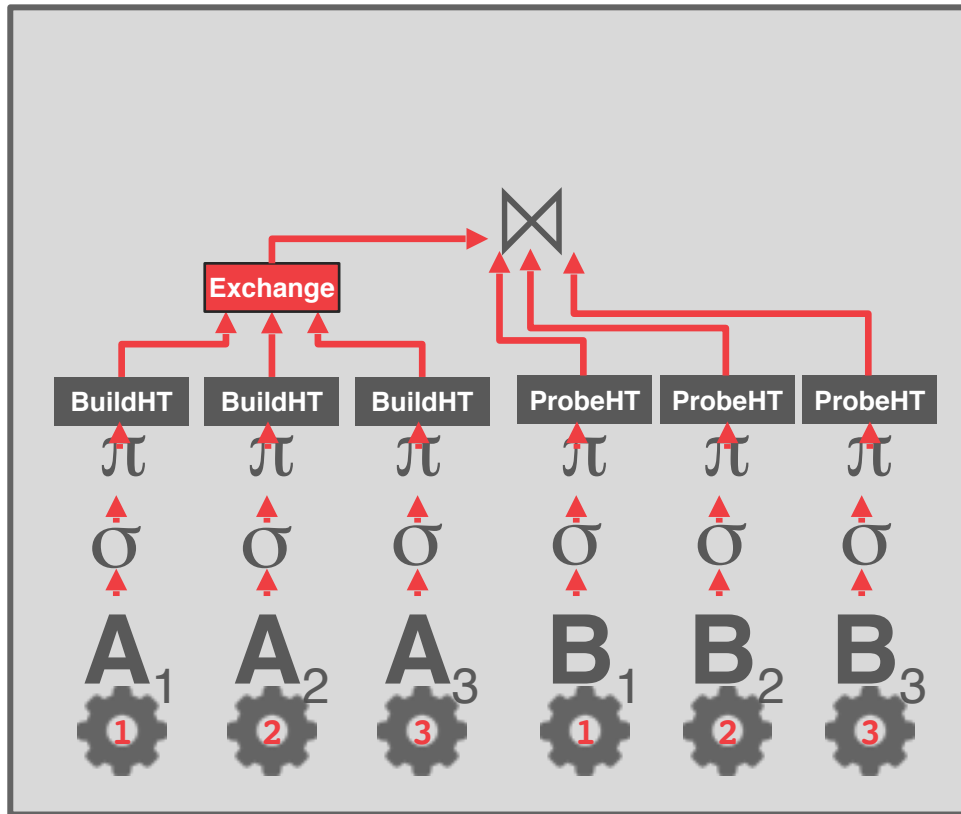 ⋈
Exchange
BuildHT BuildHT BuildHT ProbeHT ProbeHT ProbeHT
π π π π π π
σ σ σ σ σ σ
A1 A2 A3 B1 B2 B3
1 2 3 1 2 3